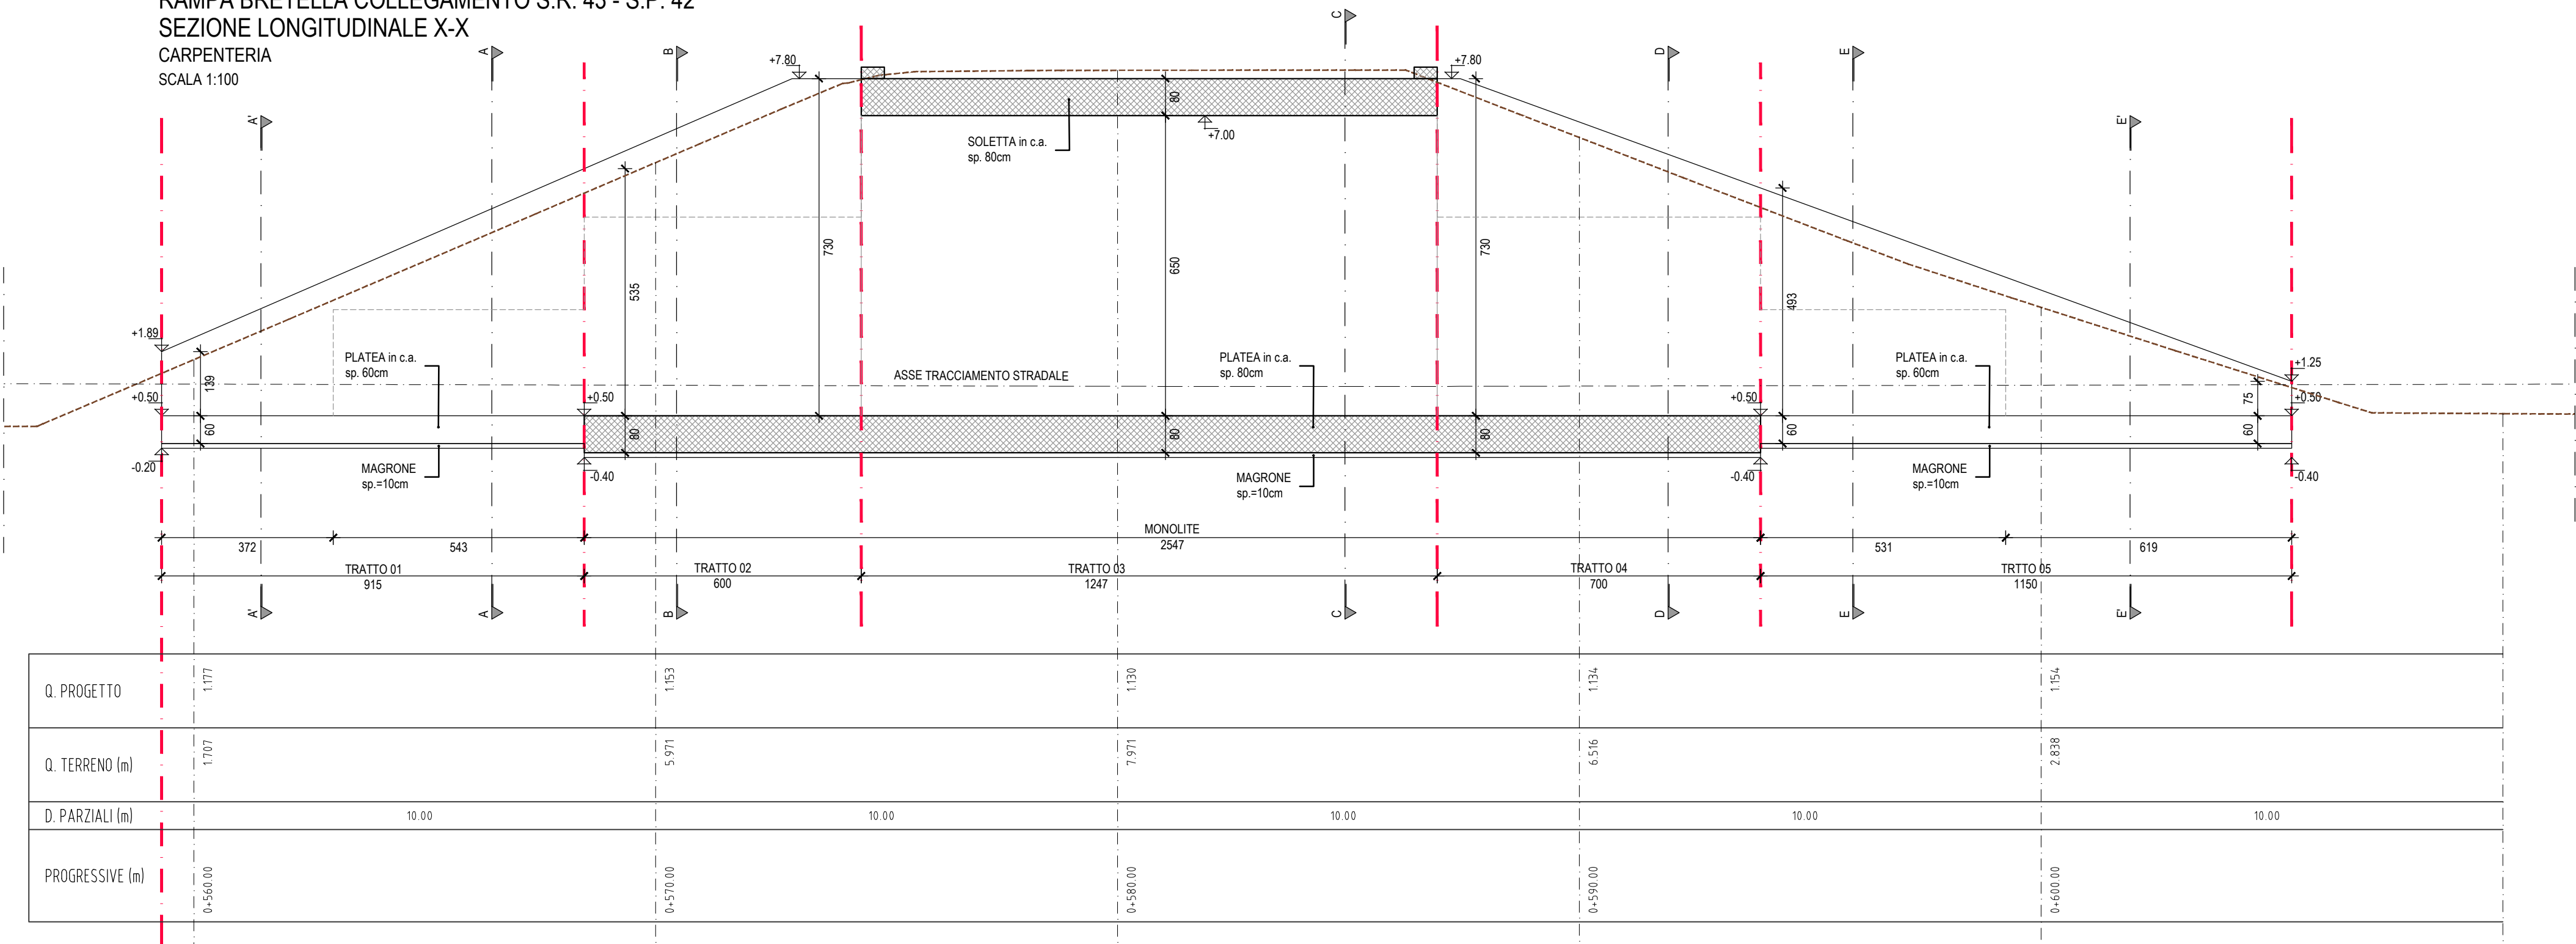 RAMPA BRETELLA COLLEGAMENTO S.R. 43 - S.P. 42
SEZIONE LONGITUDINALE X-X
CARPENTERIA
SCALA 1:100
A'
A
B
C
D
E
E'
+7.80
+7.80
80
+7.00
SOLETTA in c.a.
sp. 80cm
730
650
730
535
493
+1.89
139
+0.50
60
-0.20
PLATEA in c.a.
sp. 60cm
PLATEA in c.a.
sp. 80cm
PLATEA in c.a.
sp. 60cm
ASSE TRACCIAMENTO STRADALE
+1.25
75
+0.50
60
-0.40
+0.50
80
-0.40
80
80
+0.50
60
-0.40
MAGRONE
sp.=10cm
MAGRONE
sp.=10cm
MAGRONE
sp.=10cm
372
543
MONOLITE
2547
531
619
TRATTO 01
915
TRATTO 02
600
TRATTO 03
1247
TRATTO 04
700
TRTTO 05
1150
A'
A
B
C
D
E
E'
Q. PROGETTO
1.177
1.153
1.130
1.134
1.154
Q. TERRENO (m)
1.707
5.971
7.971
6.516
2.838
D. PARZIALI (m)
10.00
10.00
10.00
10.00
10.00
PROGRESSIVE (m)
0+560.00
0+570.00
0+580.00
0+590.00
0+600.00